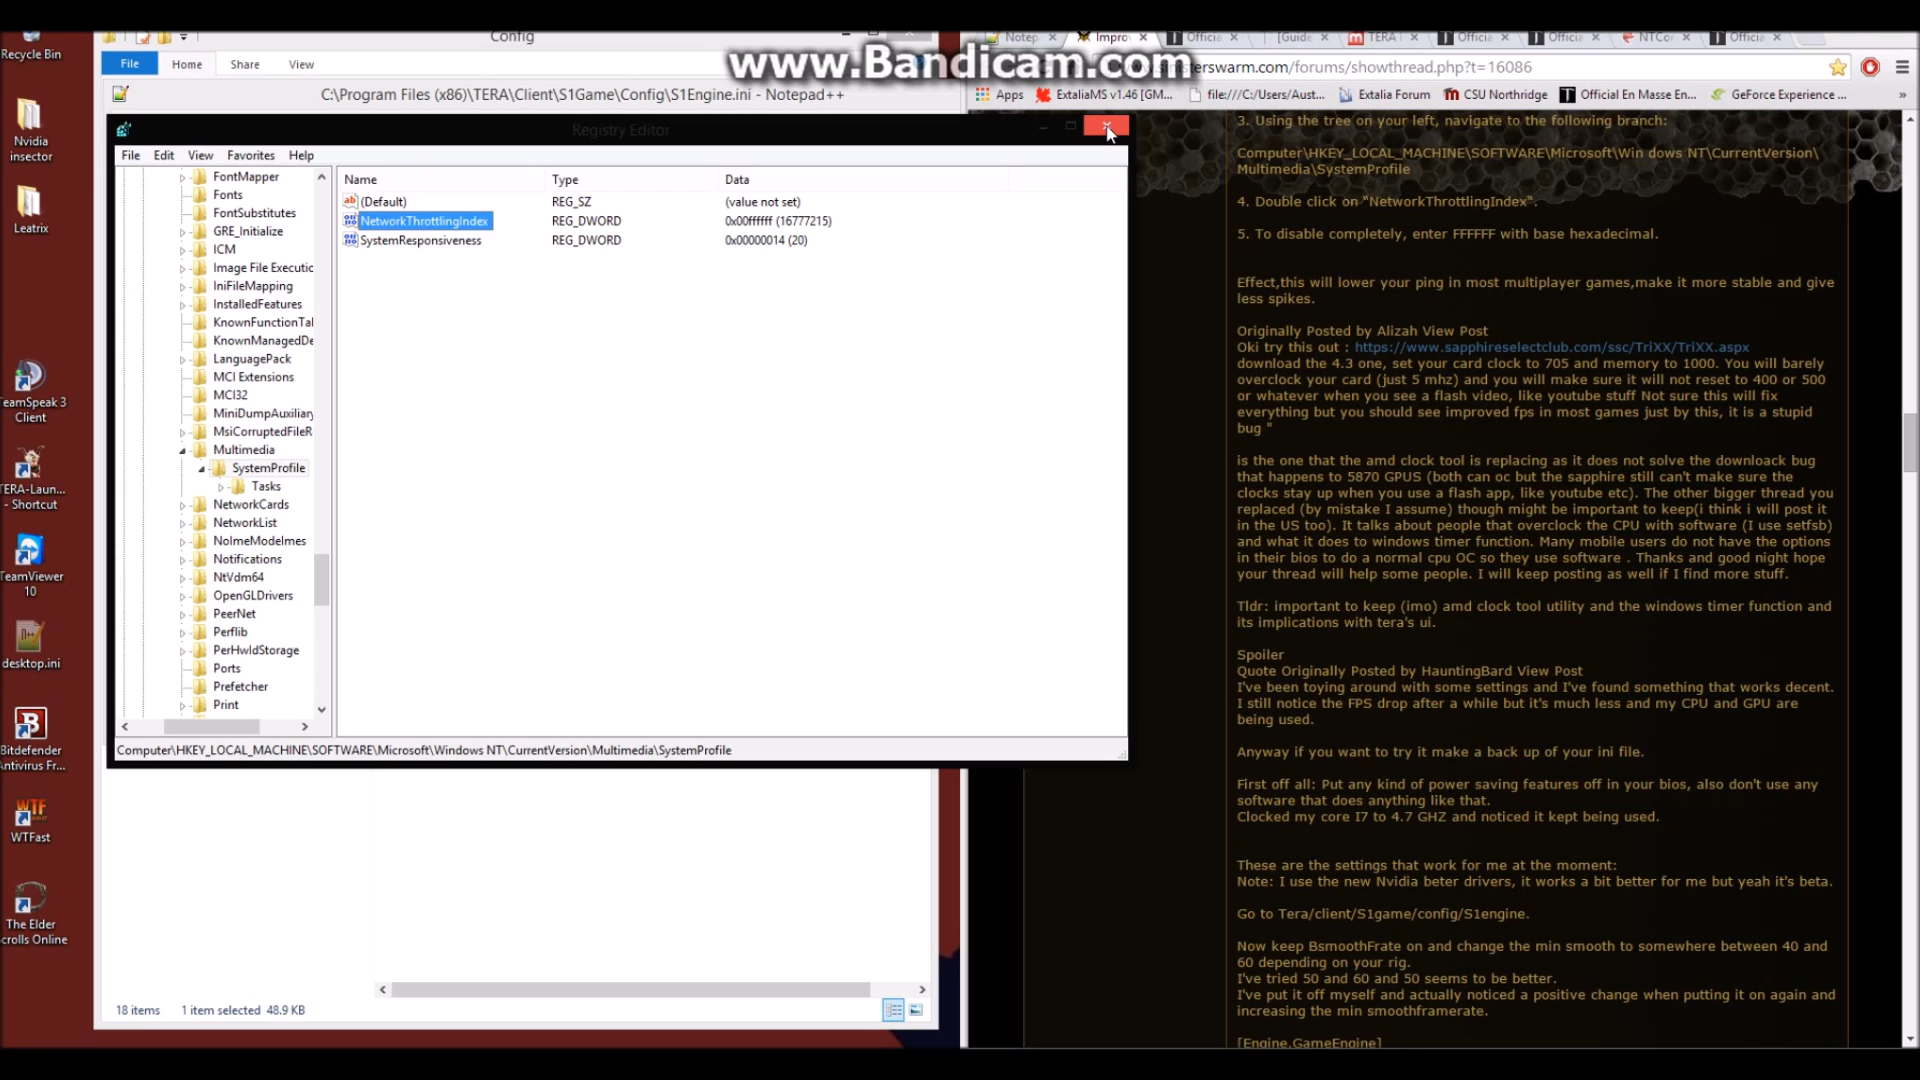 Recycle Bin
Nvidia
insector
Leatrix
TeamSpeak 3
Client
TERA-Laun...
- Shortcut
TeamViewer
10
desktop.ini
Bitdefender
Antivirus Fr...
WTFast
The Elder
Scrolls Online
Config
File
Home
Share
View
C:\Program Files (x86)\TERA\Client\S1Game\Config\S1Engine.ini - Notepad++
www.Bandicam.com
Registry Editor
File Edit View Favorites Help
FontMapper
Fonts
FontSubstitutes
GRE_Initialize
ICM
Image File Executic
IniFileMapping
InstalledFeatures
KnownFunctionTal
KnownManagedDe
LanguagePack
MCI Extensions
MCI32
MiniDumpAuxiliary
MsiCorruptedFileR
Multimedia
SystemProfile
Tasks
NetworkCards
NetworkList
NoImeModeImes
Notifications
NtVdm64
OpenGLDrivers
PeerNet
Perflib
PerHwIdStorage
Ports
Prefetcher
Print
Name Type Data
(Default) REG_SZ (value not set)
NetworkThrottlingIndex REG_DWORD 0x00ffffff (16777215)
SystemResponsiveness REG_DWORD 0x00000014 (20)
Computer\HKEY_LOCAL_MACHINE\SOFTWARE\Microsoft\Windows NT\CurrentVersion\Multimedia\SystemProfile
18 items 1 item selected 48.9 KB
Notep
Impro
Officia
[Guide
TERA
Officia
Officia
NTCor
Officia
sinisterswarm.com/forums/showthread.php?t=16086
Apps
ExtaliaMS v1.46 [GM...
file:///C:/Users/Aust...
Extalia Forum
CSU Northridge
Official En Masse En...
GeForce Experience ...
»
3. Using the tree on your left, navigate to the following branch:
Computer\HKEY_LOCAL_MACHINE\SOFTWARE\Microsoft\Win dows NT\CurrentVersion\
Multimedia\SystemProfile
4. Double click on "NetworkThrottlingIndex".
5. To disable completely, enter FFFFFF with base hexadecimal.
Effect,this will lower your ping in most multiplayer games,make it more stable and give
less spikes.
Originally Posted by Alizah View Post
Oki try this out : https://www.sapphireselectclub.com/ssc/TriXX/TriXX.aspx
download the 4.3 one, set your card clock to 705 and memory to 1000. You will barely
overclock your card (just 5 mhz) and you will make sure it will not reset to 400 or 500
or whatever when you see a flash video, like youtube stuff Not sure this will fix
everything but you should see improved fps in most games just by this, it is a stupid
bug "
is the one that the amd clock tool is replacing as it does not solve the downloack bug
that happens to 5870 GPUS (both can oc but the sapphire still can't make sure the
clocks stay up when you use a flash app, like youtube etc). The other bigger thread you
replaced (by mistake I assume) though might be important to keep(i think i will post it
in the US too). It talks about people that overclock the CPU with software (I use setfsb)
and what it does to windows timer function. Many mobile users do not have the options
in their bios to do a normal cpu OC so they use software . Thanks and good night hope
your thread will help some people. I will keep posting as well if I find more stuff.
Tldr: important to keep (imo) amd clock tool utility and the windows timer function and
its implications with tera's ui.
Spoiler
Quote Originally Posted by HauntingBard View Post
I've been toying around with some settings and I've found something that works decent.
I still notice the FPS drop after a while but it's much less and my CPU and GPU are
being used.
Anyway if you want to try it make a back up of your ini file.
First off all: Put any kind of power saving features off in your bios, also don't use any
software that does anything like that.
Clocked my core I7 to 4.7 GHZ and noticed it kept being used.
These are the settings that work for me at the moment:
Note: I use the new Nvidia beter drivers, it works a bit better for me but yeah it's beta.
Go to Tera/client/S1game/config/S1engine.
Now keep BsmoothFrate on and change the min smooth to somewhere between 40 and
60 depending on your rig.
I've tried 50 and 60 and 50 seems to be better.
I've put it off myself and actually noticed a positive change when putting it on again and
increasing the min smoothframerate.
[Engine.GameEngine]